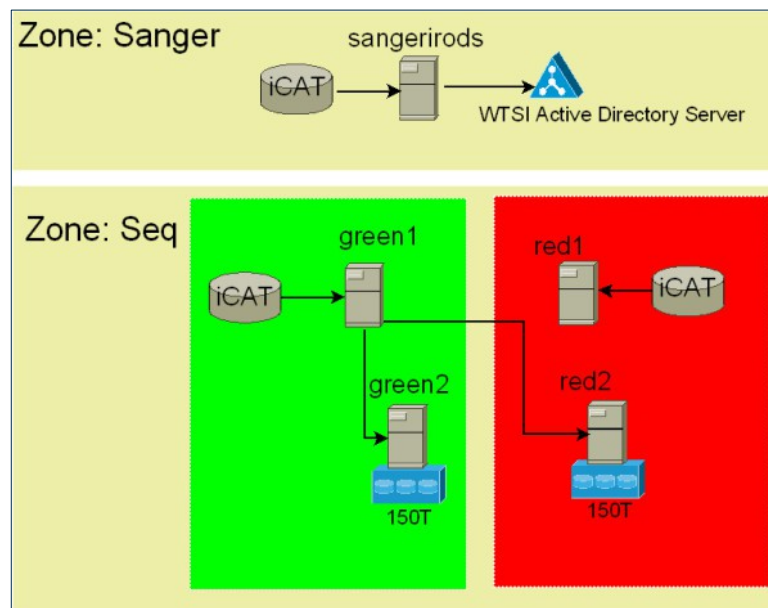 Zone: Sanger
sangerirods
iCAT
WTSI Active Directory Server
Zone: Seq
green1
red1
iCAT
iCAT
green2
red2
150T
150T